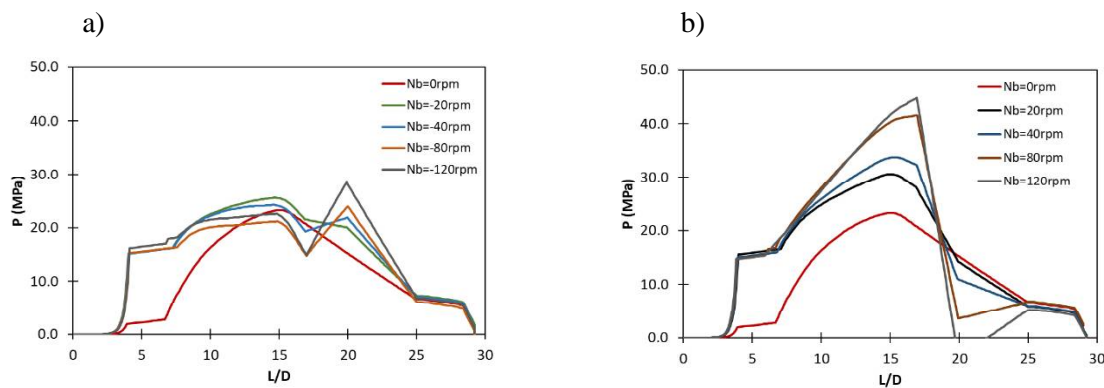 a)
P (MPa)
50.0
40.0
30.0
20.0
10.0
0.0
0
5
10
15
20
25
30
L/D
Nb=0rpm
Nb=-20rpm
Nb=-40rpm
Nb=-80rpm
Nb=-120rpm
b)
P (MPa)
50.0
40.0
30.0
20.0
10.0
0.0
0
5
10
15
20
25
30
L/D
Nb=0rpm
Nb=20rpm
Nb=40rpm
Nb=80rpm
Nb=120rpm